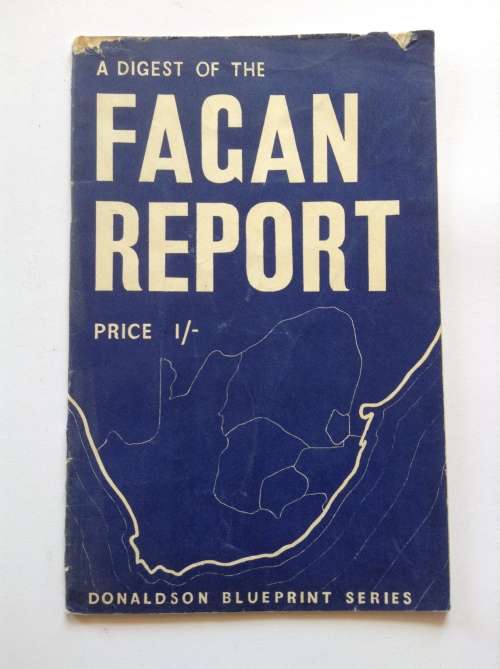 A DIGEST OF THE
FAGAN
REPORT
PRICE 1/-
DONALDSON BLUEPRINT SERIES